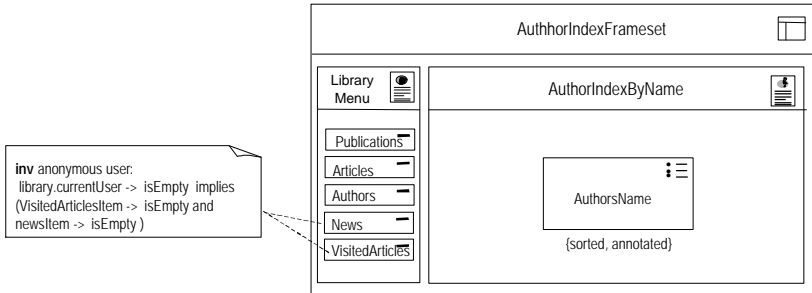 AuthhorIndexFrameset
Library
Menu
AuthorIndexByName
Publications
Articles
Authors
News
VisitedArticles
AuthorsName
{sorted, annotated}
inv anonymous user:
library.currentUser -> isEmpty implies
(VisitedArticlesItem -> isEmpty and
newsItem -> isEmpty )